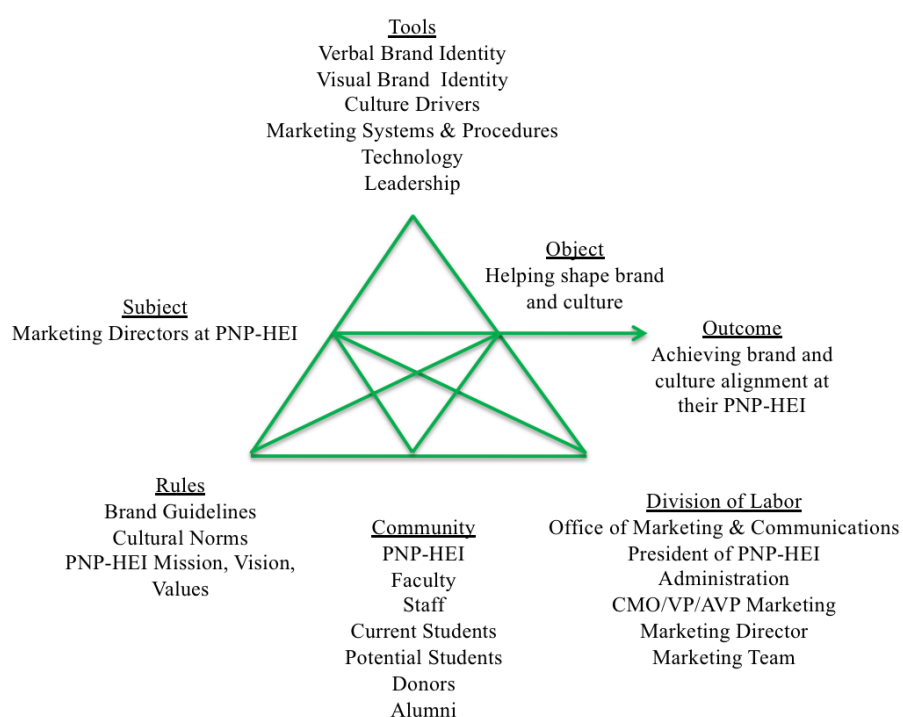 Tools
Verbal Brand Identity
Visual Brand Identity
Culture Drivers
Marketing Systems & Procedures
Technology
Leadership
Object
Helping shape brand
and culture
Subject
Marketing Directors at PNP-HEI
Outcome
Achieving brand and
culture alignment at
their PNP-HEI
Rules
Brand Guidelines
Cultural Norms
PNP-HEI Mission, Vision,
Values
Community
PNP-HEI
Faculty
Staff
Current Students
Potential Students
Donors
Alumni
Division of Labor
Office of Marketing & Communications
President of PNP-HEI
Administration
CMO/VP/AVP Marketing
Marketing Director
Marketing Team